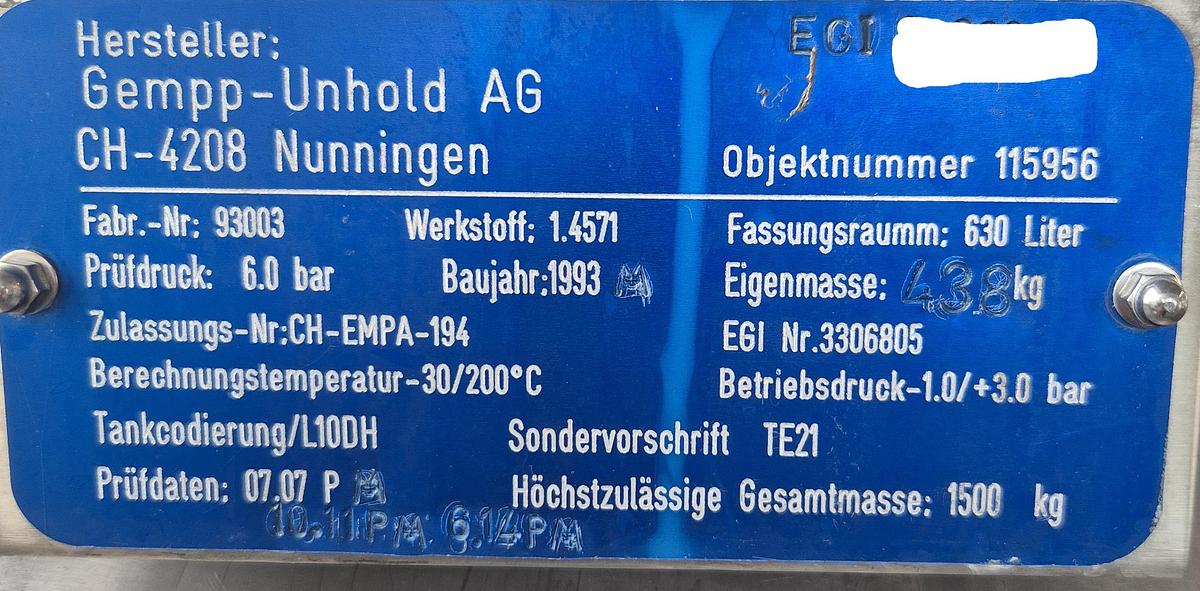 Hersteller:
Gempp-Unhold AG
CH-4208 Nunningen
EGI
Objektnummer 115956
Fabr.-Nr: 93003 Werkstoff: 1.4571 Fassungsraumm: 630 Liter
Prüfdruck: 6.0 bar Baujahr:1993 Eigenmasse: 438 kg
Zulassungs-Nr:CH-EMPA-194 EGI Nr.3306805
Berechnungstemperatur-30/200°C Betriebsdruck-1.0/+3.0 bar
Tankcodierung/L10DH Sondervorschrift TE21
Prüfdaten: 07.07 P Höchstzulässige Gesamtmasse: 1500 kg
10.11P 6.14P